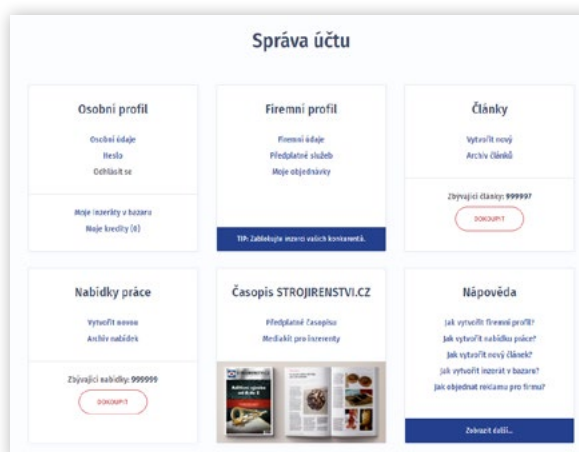 Správa účtu
Osobní profil
Osobní údaje
Heslo
Odhlásit se
Moje inzeráty v bazaru
Moje kredity (0)
Firemní profil
Firemní údaje
Předplatné služeb
Moje objednávky
TIP: Zablokujte inzerci vašich konkurentů.
Články
Vytvořit nový
Archiv článků
Zbývající články: 999997
DOKOUPIT
Nabídky práce
Vytvořit novou
Archiv nabídek
Zbývající nabídky: 999999
DOKOUPIT
Časopis STROJIRENSTVI.CZ
Předplatné časopisu
Mediakit pro inzerenty
Nápověda
Jak vytvořit firemní profil?
Jak vytvořit nabídku práce?
Jak vytvořit nový článek?
Jak vytvořit inzerát v bazaru?
Jak objednat reklamu pro firmu?
Zobrazit další...